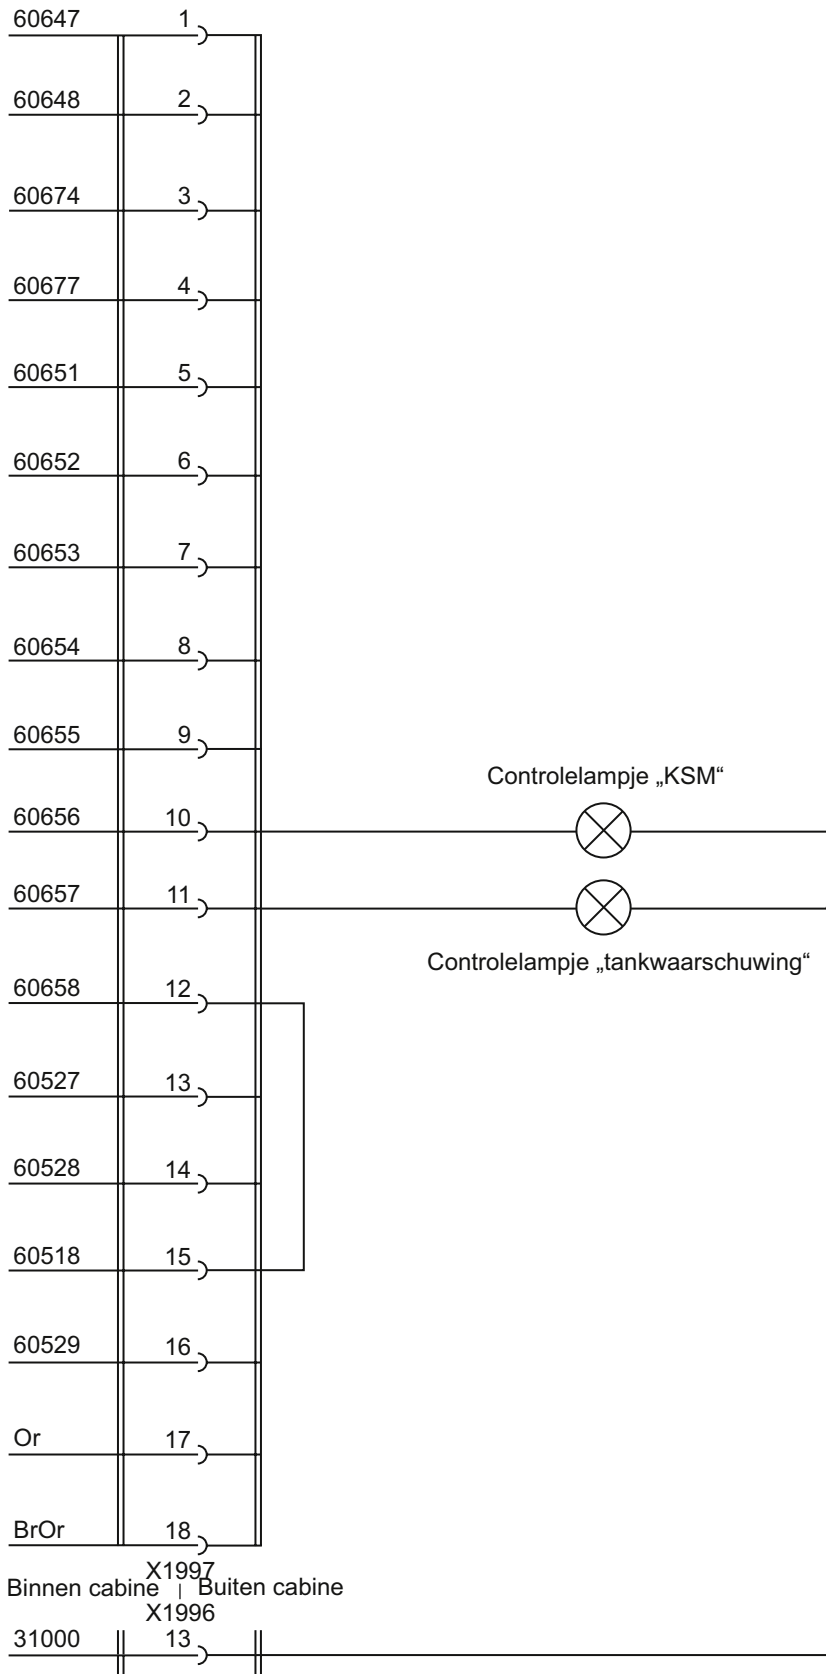 60647 1
60648 2
60674 3
60677 4
60651 5
60652 6
60653 7
60654 8
60655 9
Controlelampje „KSM“
60656 10
60657 11
Controlelampje „tankwaarschuwing“
60658 12
60527 13
60528 14
60518 15
60529 16
Or 17
BrOr 18
X1997
Binnen cabine | Buiten cabine
X1996
31000 13